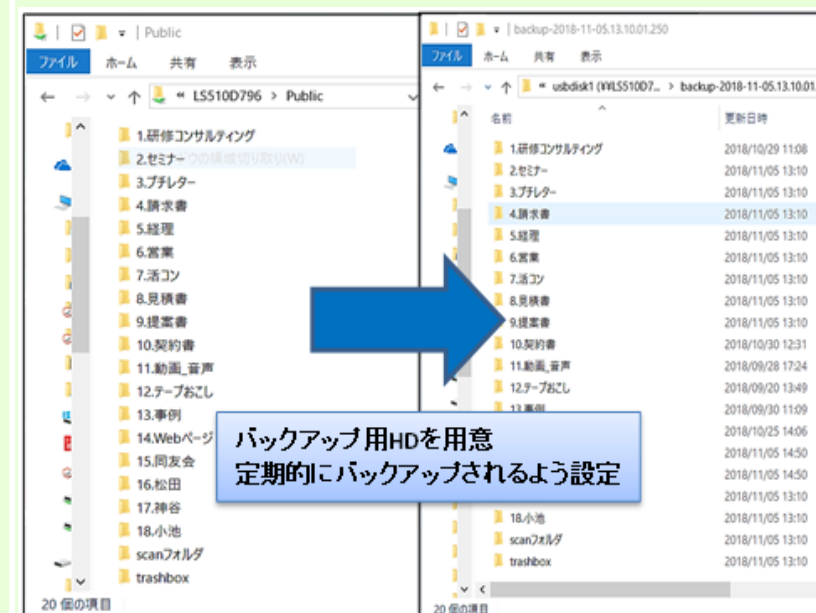 Public
ファイル ホーム 共有 表示
LS510D796 > Public
1.研修コンサルティング
2.セミナー
3.プチレター
4.請求書
5.経理
6.営業
7.活コン
8.見積書
9.提案書
10.契約書
11.動画_音声
12.テープおこし
13.事例
14.Webページ
15.同友会
16.松田
17.神谷
18.小池
scanフォルダ
trashbox
20 個の項目
バックアップ用HDを用意
定期的にバックアップされるよう設定
backup-2018-11-05.13.10.01.250
ファイル ホーム 共有 表示
usbdisk1 (¥¥LS510D7... > backup-2018-11-05.13.10.01
名前 更新日時
1.研修コンサルティング 2018/10/29 11:08
2.セミナー 2018/11/05 13:10
3.プチレター 2018/11/05 13:10
4.請求書 2018/11/05 13:10
5.経理 2018/11/05 13:10
6.営業 2018/11/05 13:10
7.活コン 2018/11/05 13:10
8.見積書 2018/11/05 13:10
9.提案書 2018/11/05 13:10
10.契約書 2018/10/30 12:31
11.動画_音声 2018/09/28 17:24
12.テープおこし 2018/09/20 13:49
13.事例 2018/09/30 11:09
2018/10/25 14:06
2018/11/05 14:50
2018/11/05 14:50
2018/11/05 13:10
18.小池 2018/11/05 13:10
scanフォルダ 2018/11/05 13:10
trashbox 2018/11/05 13:10
20 個の項目